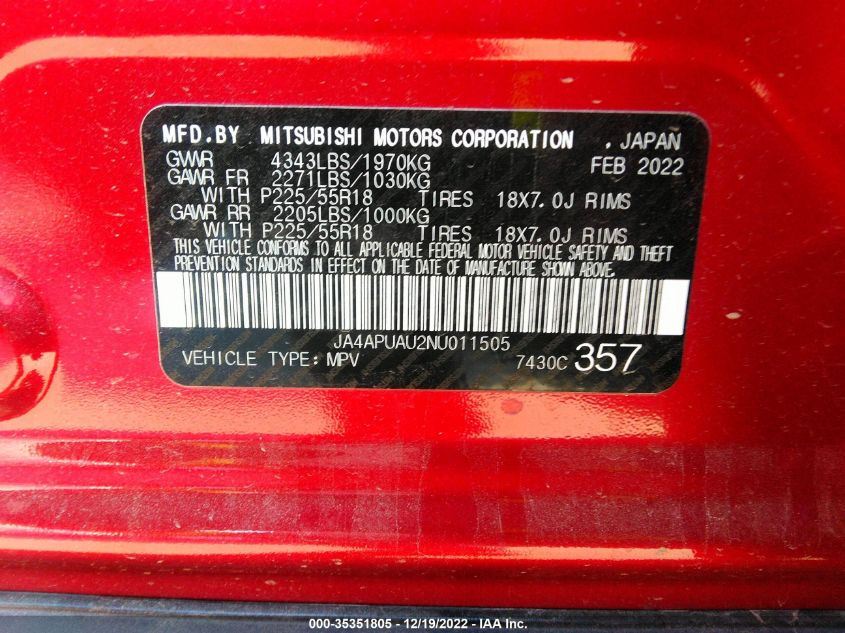 MFD.BY MITSUBISHI MOTORS CORPORATION , JAPAN
GVWR 4343LBS/1970KG FEB 2022
GAWR FR 2271LBS/1030KG
WITH P225/55R18 TIRES 18X7.0J RIMS
GAWR RR 2205LBS/1000KG
WITH P225/55R18 TIRES 18X7.0J RIMS
THIS VEHICLE CONFORMS TO ALL APPLICABLE FEDERAL MOTOR VEHICLE SAFETY AND THEFT
PREVENTION STANDARDS IN EFFECT ON THE DATE OF MANUFACTURE SHOWN ABOVE.
JA4APUAU2NU011505
VEHICLE TYPE: MPV 7430C 357
000-35351805 - 12/19/2022 - IAA Inc.